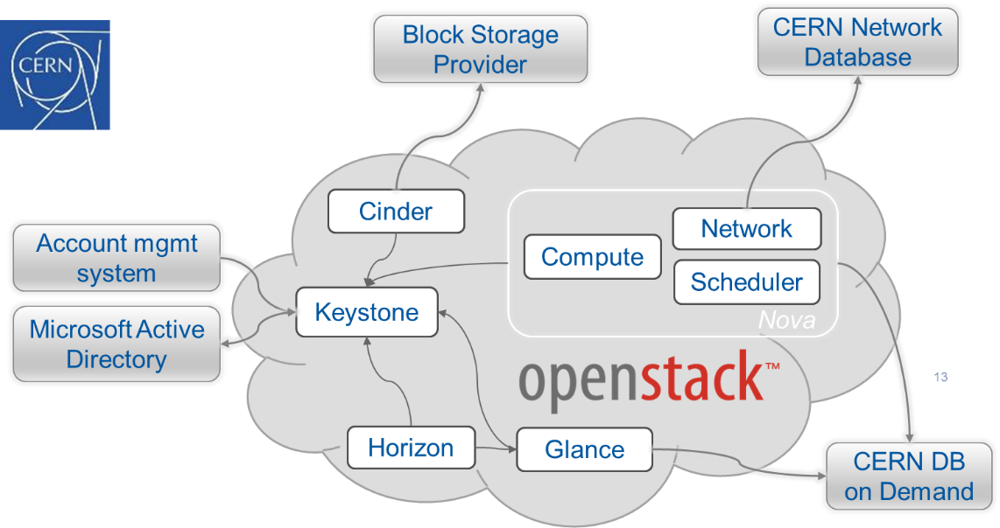 CERN
Block Storage
Provider
CERN Network
Database
Cinder
Network
Compute
Scheduler
Nova
Account mgmt
system
Keystone
Microsoft Active
Directory
openstack™
13
Horizon
Glance
CERN DB
on Demand